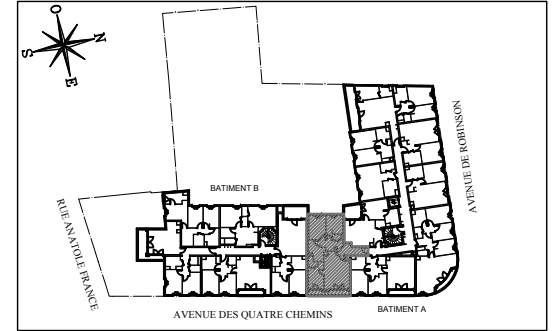 O
N
S
E
AVENUE DE ROBINSON
BATIMENT B
RUE ANATOLE FRANCE
BATIMENT A
AVENUE DES QUATRE CHEMINS